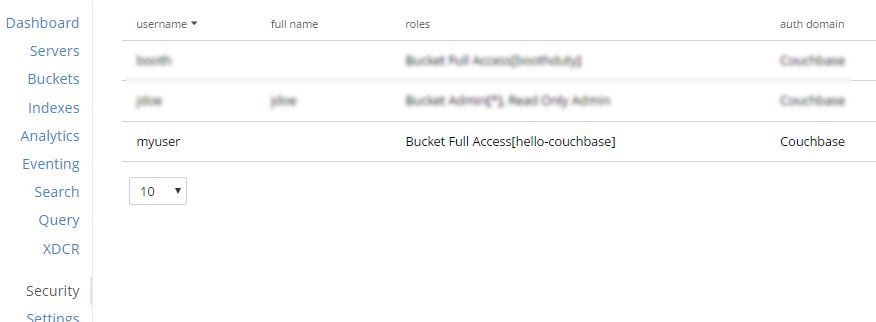 Dashboard
Servers
Buckets
Indexes
Analytics
Eventing
Search
Query
XDCR
Security
Settings
username full name roles auth domain
booth Bucket Full Access[boothduty] Couchbase
jdoe jdoe Bucket Admin[*], Read Only Admin Couchbase
myuser Bucket Full Access[hello-couchbase] Couchbase
10